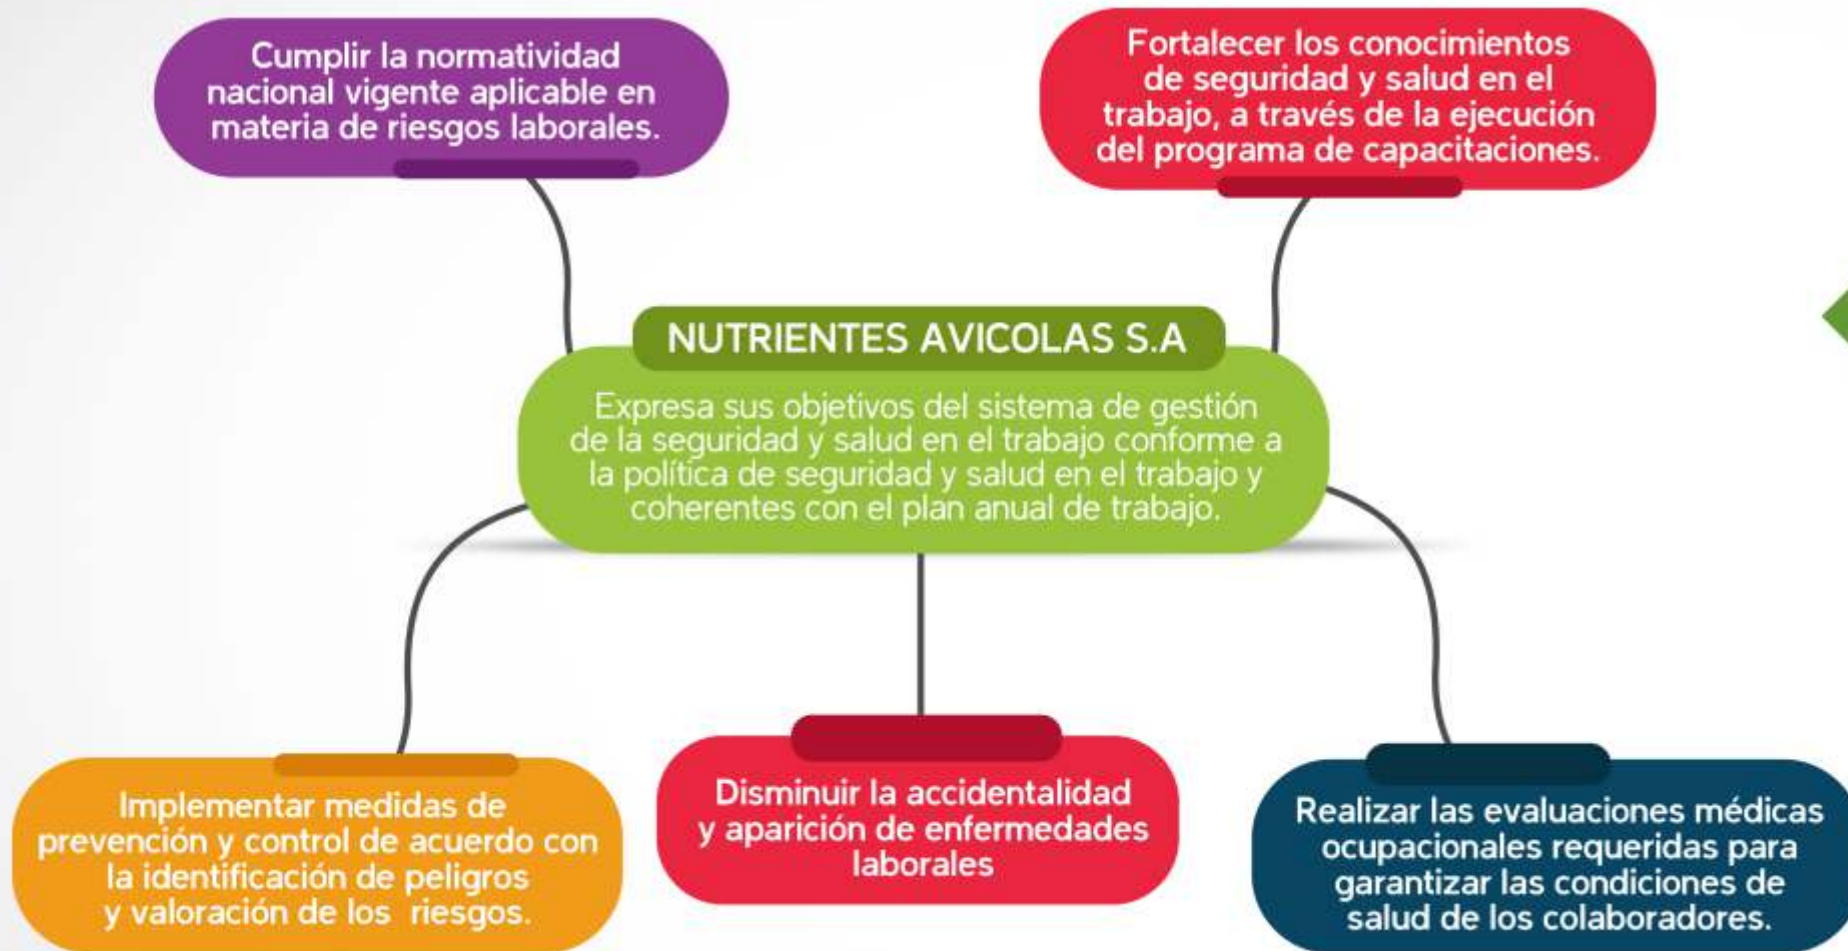 Cumplir la normatividad
nacional vigente aplicable en
materia de riesgos laborales.
Fortalecer los conocimientos
de seguridad y salud en el
trabajo, a través de la ejecución
del programa de capacitaciones.
NUTRIENTES AVICOLAS S.A
Expresa sus objetivos del sistema de gestión
de la seguridad y salud en el trabajo conforme a
la política de seguridad y salud en el trabajo y
coherentes con el plan anual de trabajo.
Implementar medidas de
prevención y control de acuerdo con
la identificación de peligros
y valoración de los riesgos.
Disminuir la accidentalidad
y aparición de enfermedades
laborales
Realizar las evaluaciones médicas
ocupacionales requeridas para
garantizar las condiciones de
salud de los colaboradores.